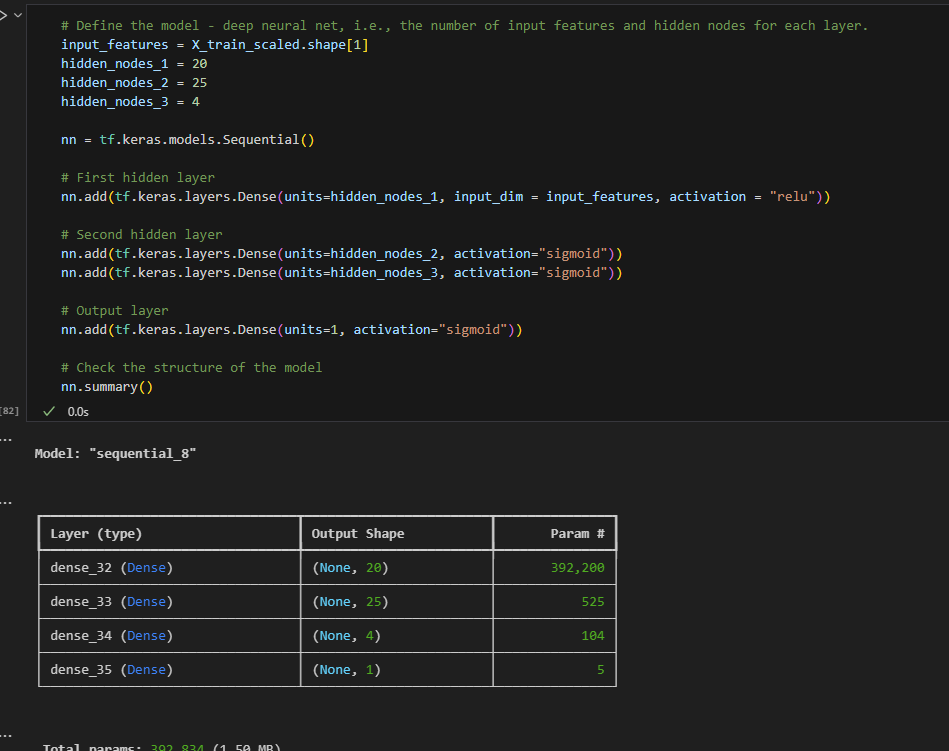 # Define the model - deep neural net, i.e., the number of input features and hidden nodes for each layer.
input_features = X_train_scaled.shape[1]
hidden_nodes_1 = 20
hidden_nodes_2 = 25
hidden_nodes_3 = 4
nn = tf.keras.models.Sequential()
# First hidden layer
nn.add(tf.keras.layers.Dense(units=hidden_nodes_1, input_dim = input_features, activation = "relu"))
# Second hidden layer
nn.add(tf.keras.layers.Dense(units=hidden_nodes_2, activation="sigmoid"))
nn.add(tf.keras.layers.Dense(units=hidden_nodes_3, activation="sigmoid"))
# Output layer
nn.add(tf.keras.layers.Dense(units=1, activation="sigmoid"))
# Check the structure of the model
nn.summary()
[82] ✓ 0.0s
...
Model: "sequential_8"
...
Layer (type) Output Shape Param #
dense_32 (Dense) (None, 20) 392,200
dense_33 (Dense) (None, 25) 525
dense_34 (Dense) (None, 4) 104
dense_35 (Dense) (None, 1) 5
...
Total params: 392,834 (1.50 MB)